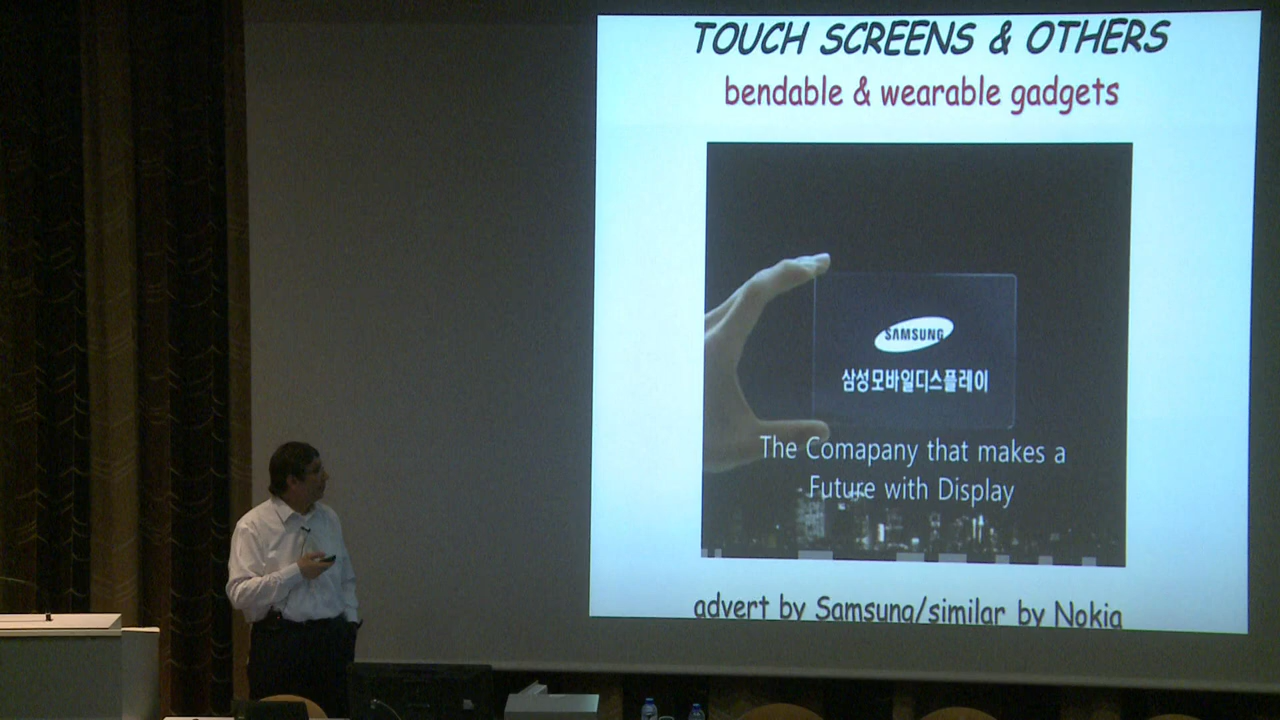 TOUCH SCREENS & OTHERS
bendable & wearable gadgets
SAMSUNG
삼성모바일디스플레이
The Comapany that makes a
Future with Display
advert by Samsung/similar by Nokia